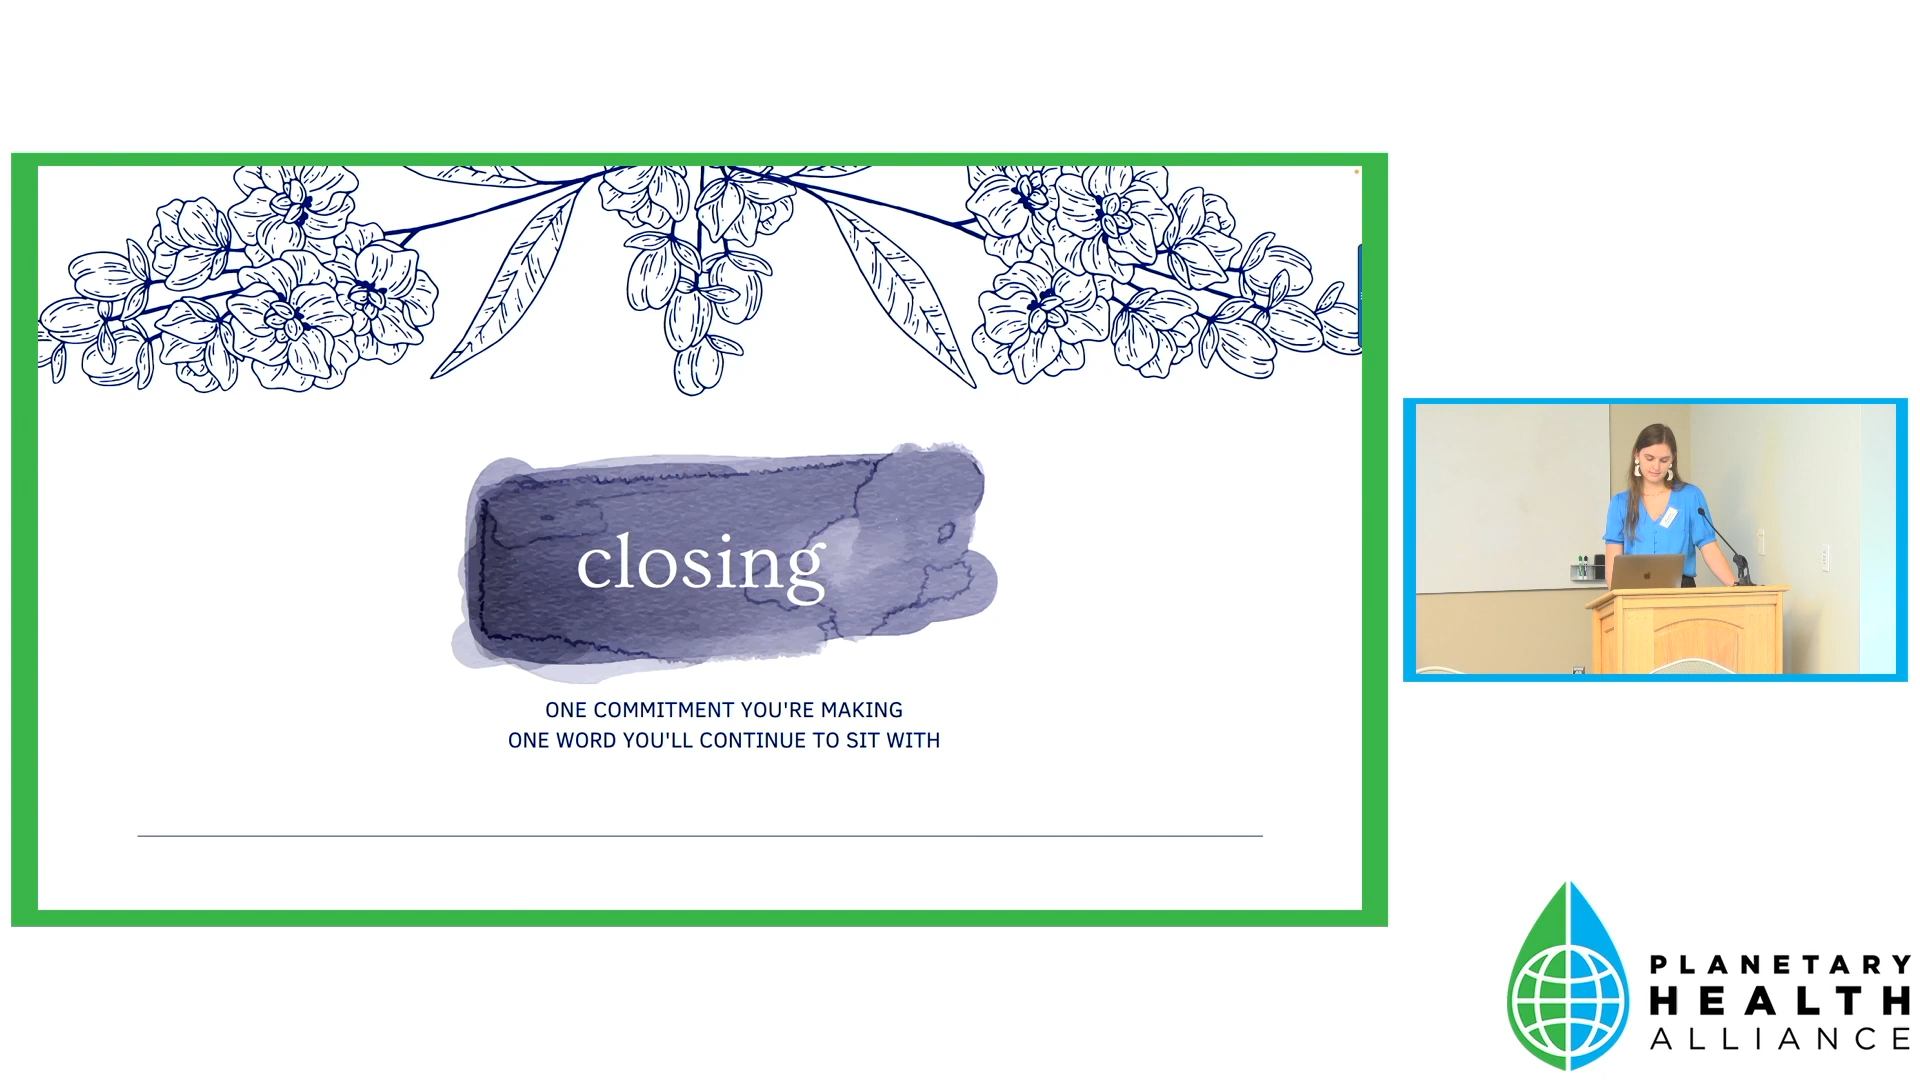 closing
ONE COMMITMENT YOU'RE MAKING
ONE WORD YOU'LL CONTINUE TO SIT WITH
PLANETARY
HEALTH
ALLIANCE